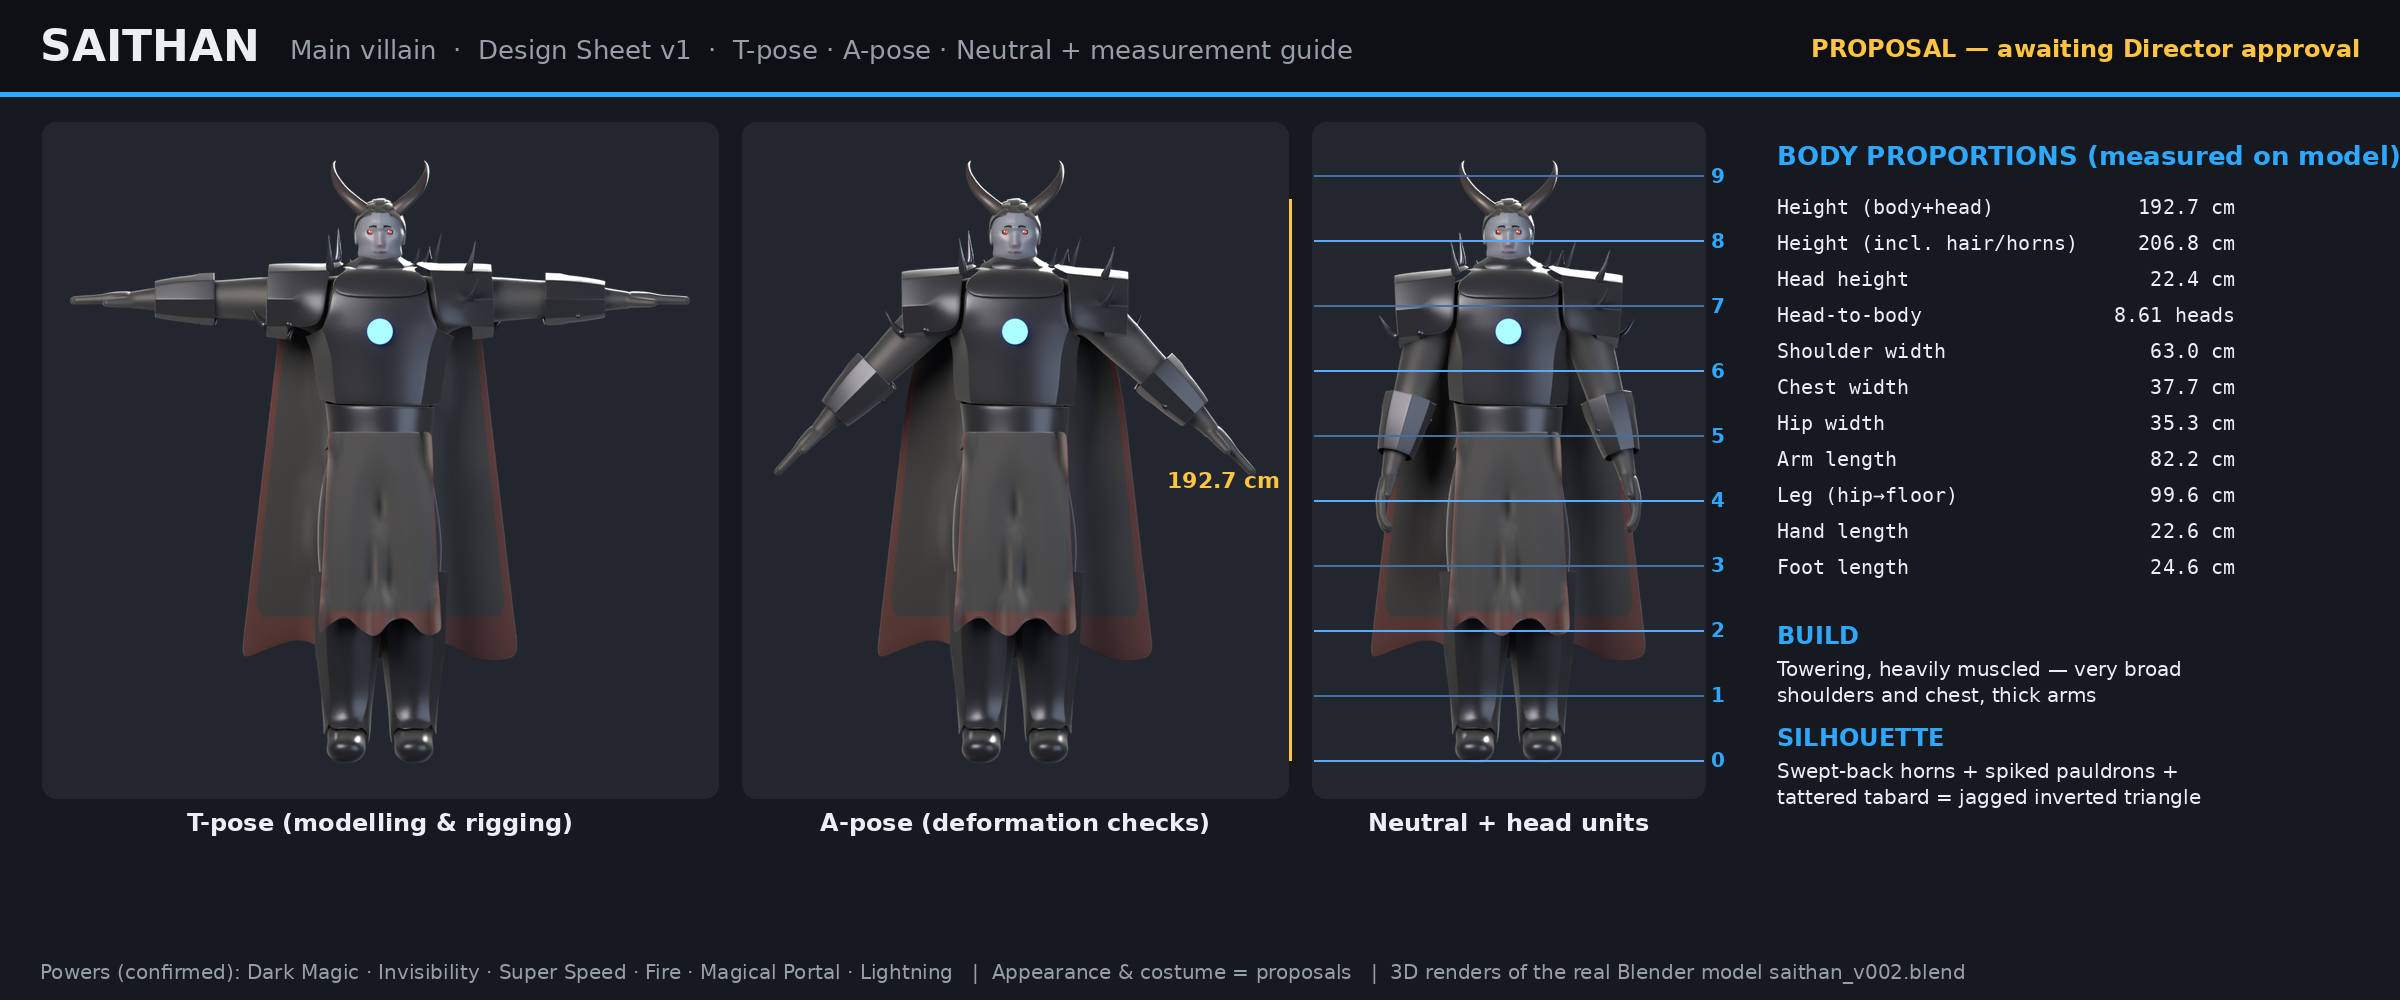 SAITHAN Main villain · Design Sheet v1 · T-pose · A-pose · Neutral + measurement guide
PROPOSAL — awaiting Director approval
192.7 cm
9
8
7
6
5
4
3
2
1
0
T-pose (modelling & rigging)
A-pose (deformation checks)
Neutral + head units
BODY PROPORTIONS (measured on model)
Height (body+head) 192.7 cm
Height (incl. hair/horns) 206.8 cm
Head height 22.4 cm
Head-to-body 8.61 heads
Shoulder width 63.0 cm
Chest width 37.7 cm
Hip width 35.3 cm
Arm length 82.2 cm
Leg (hip→floor) 99.6 cm
Hand length 22.6 cm
Foot length 24.6 cm
BUILD
Towering, heavily muscled — very broad
shoulders and chest, thick arms
SILHOUETTE
Swept-back horns + spiked pauldrons +
tattered tabard = jagged inverted triangle
Powers (confirmed): Dark Magic · Invisibility · Super Speed · Fire · Magical Portal · Lightning | Appearance & costume = proposals | 3D renders of the real Blender model saithan_v002.blend